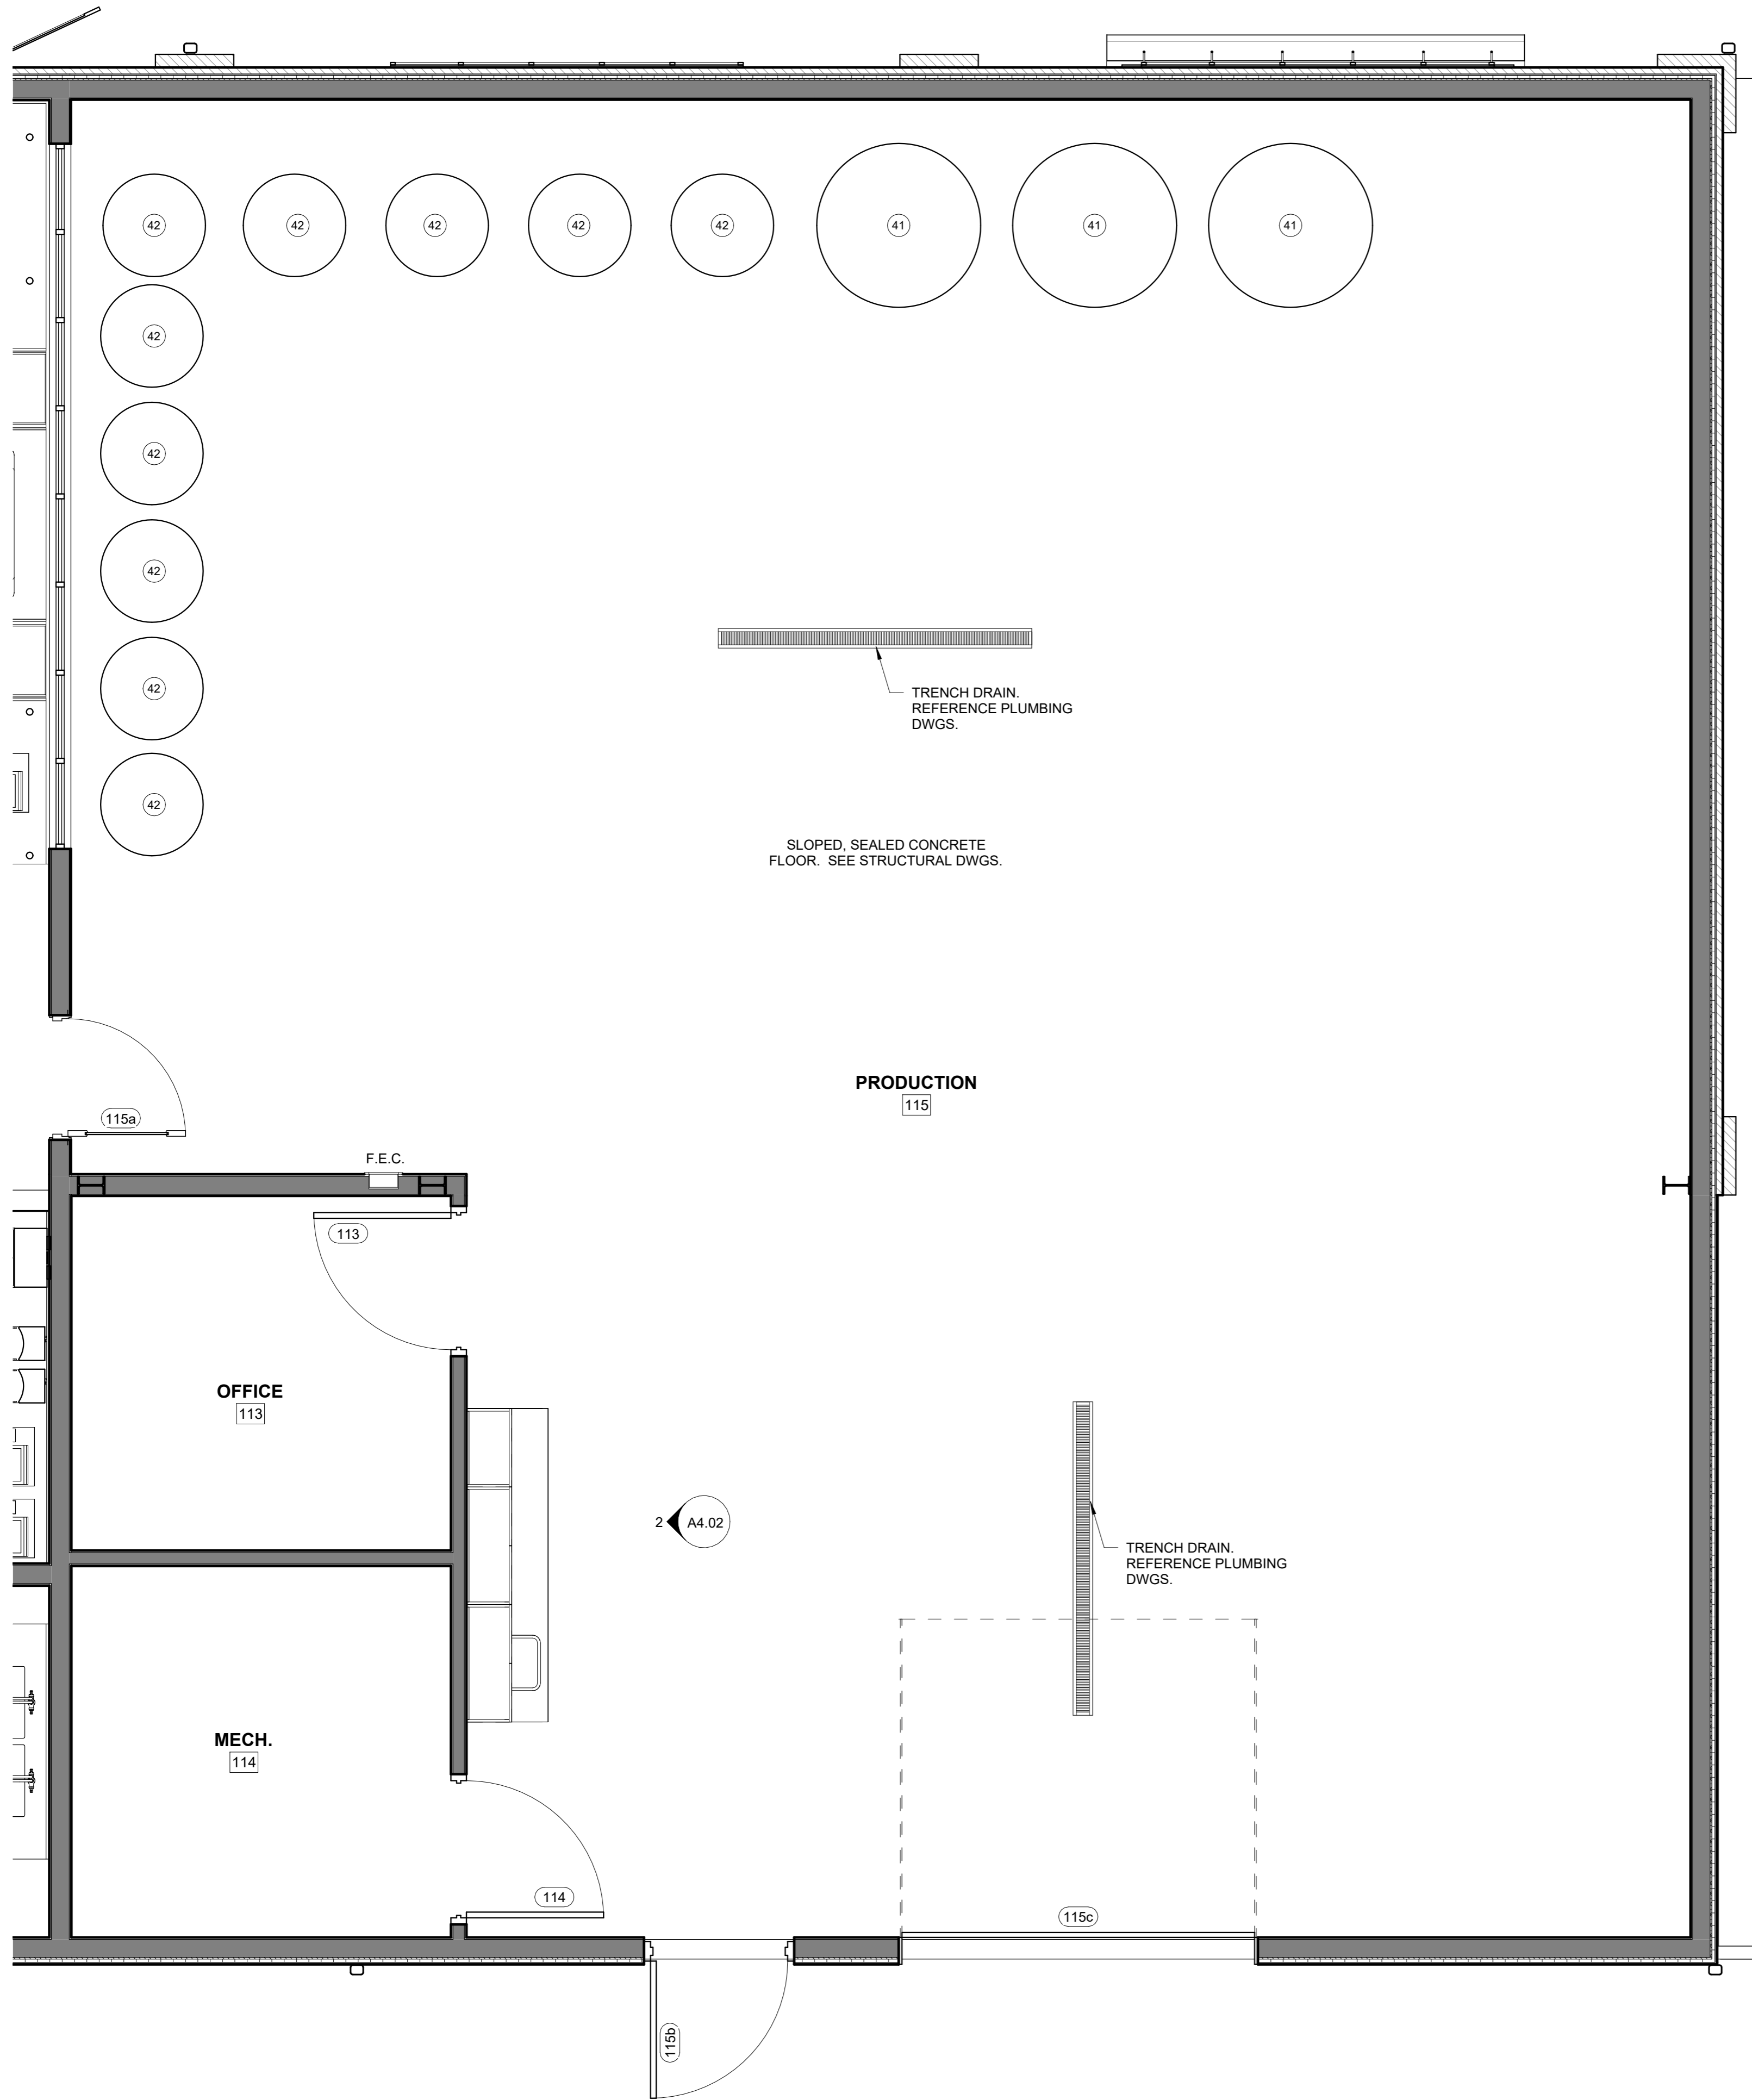 42
42
42
42
42
41
41
41
42
42
42
42
42
TRENCH DRAIN.
REFERENCE PLUMBING
DWGS.
SLOPED, SEALED CONCRETE
FLOOR. SEE STRUCTURAL DWGS.
PRODUCTION
115
115a
F.E.C.
113
OFFICE
113
2
A4.02
TRENCH DRAIN.
REFERENCE PLUMBING
DWGS.
MECH.
114
114
115c
115b